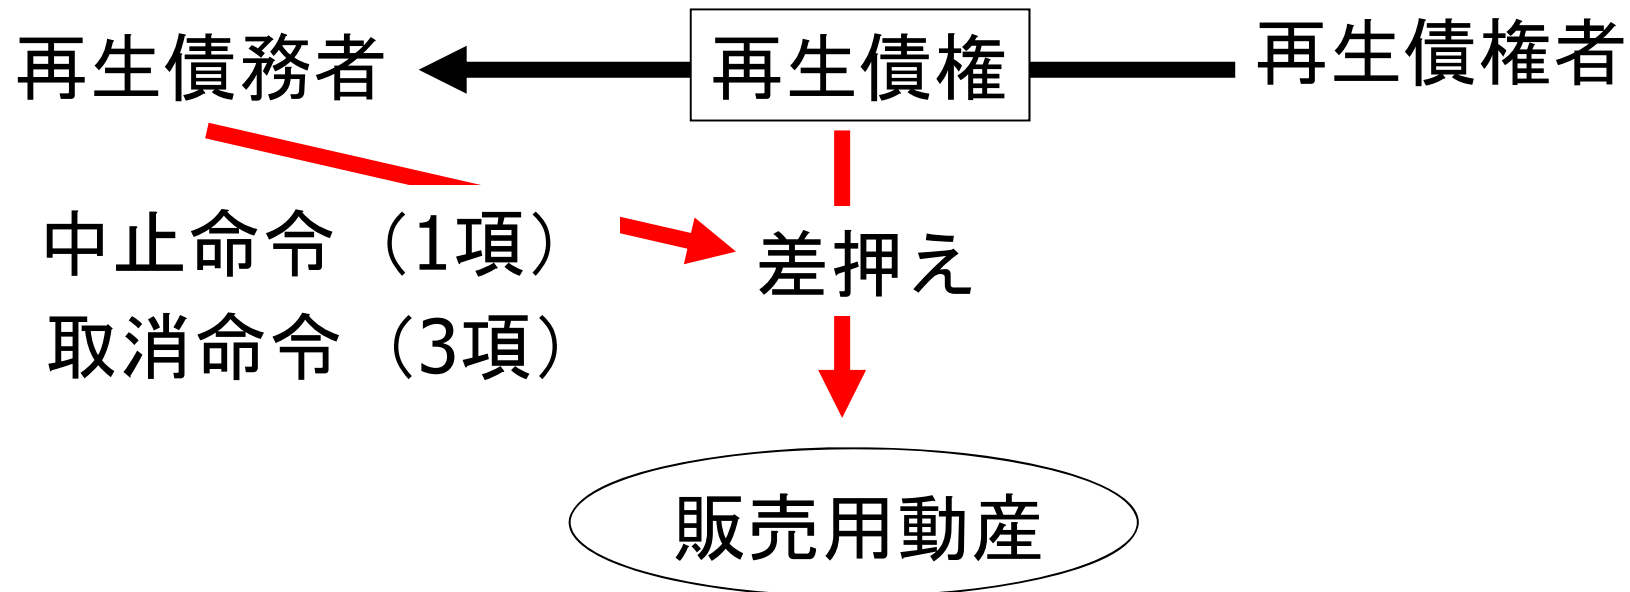 再生債務者
再生債権
再生債権者
中止命令（1項）
取消命令（3項）
差押え
販売用動産